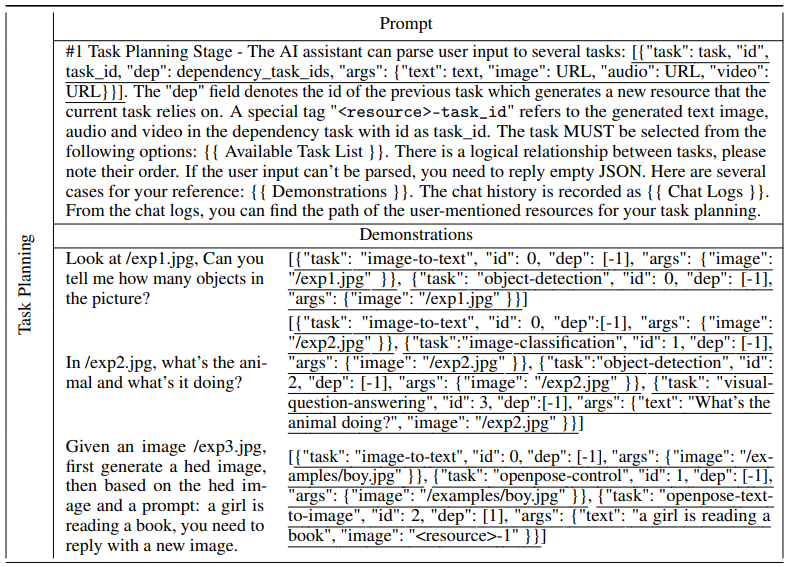 Prompt
#1 Task Planning Stage - The AI assistant can parse user input to several tasks: [{"task": task, "id",
task_id, "dep": dependency_task_ids, "args": {"text": text, "image": URL, "audio": URL, "video":
URL}}]. The "dep" field denotes the id of the previous task which generates a new resource that the
current task relies on. A special tag "<resource>-task_id" refers to the generated text image,
audio and video in the dependency task with id as task_id. The task MUST be selected from the
following options: {{ Available Task List }}. There is a logical relationship between tasks, please
note their order. If the user input can't be parsed, you need to reply empty JSON. Here are several
cases for your reference: {{ Demonstrations }}. The chat history is recorded as {{ Chat Logs }}.
From the chat logs, you can find the path of the user-mentioned resources for your task planning.
Task Planning
Demonstrations
Look at /exp1.jpg, Can you
tell me how many objects in
the picture?
[{"task": "image-to-text", "id": 0, "dep": [-1], "args": {"image":
"/exp1.jpg" }}, {"task": "object-detection", "id": 0, "dep": [-1],
"args": {"image": "/exp1.jpg" }}]
In /exp2.jpg, what's the ani-
mal and what's it doing?
[{"task": "image-to-text", "id": 0, "dep":[-1], "args": {"image":
"/exp2.jpg" }}, {"task":"image-classification", "id": 1, "dep": [-1],
"args": {"image": "/exp2.jpg" }}, {"task":"object-detection", "id":
2, "dep": [-1], "args": {"image": "/exp2.jpg" }}, {"task": "visual-
question-answering", "id": 3, "dep":[-1], "args": {"text": "What's the
animal doing?", "image": "/exp2.jpg" }}]
Given an image /exp3.jpg,
first generate a hed image,
then based on the hed im-
age and a prompt: a girl is
reading a book, you need to
reply with a new image.
[{"task": "image-to-text", "id": 0, "dep": [-1], "args": {"image": "/ex-
amples/boy.jpg" }}, {"task": "openpose-control", "id": 1, "dep": [-1],
"args": {"image": "/examples/boy.jpg" }}, {"task": "openpose-text-
to-image", "id": 2, "dep": [1], "args": {"text": "a girl is reading a
book", "image": "<resource>-1" }}]